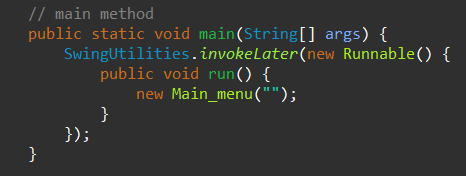 // main method
public static void main(String[] args) {
SwingUtilities.invokeLater(new Runnable() {
public void run() {
new Main_menu("");
}
});
}